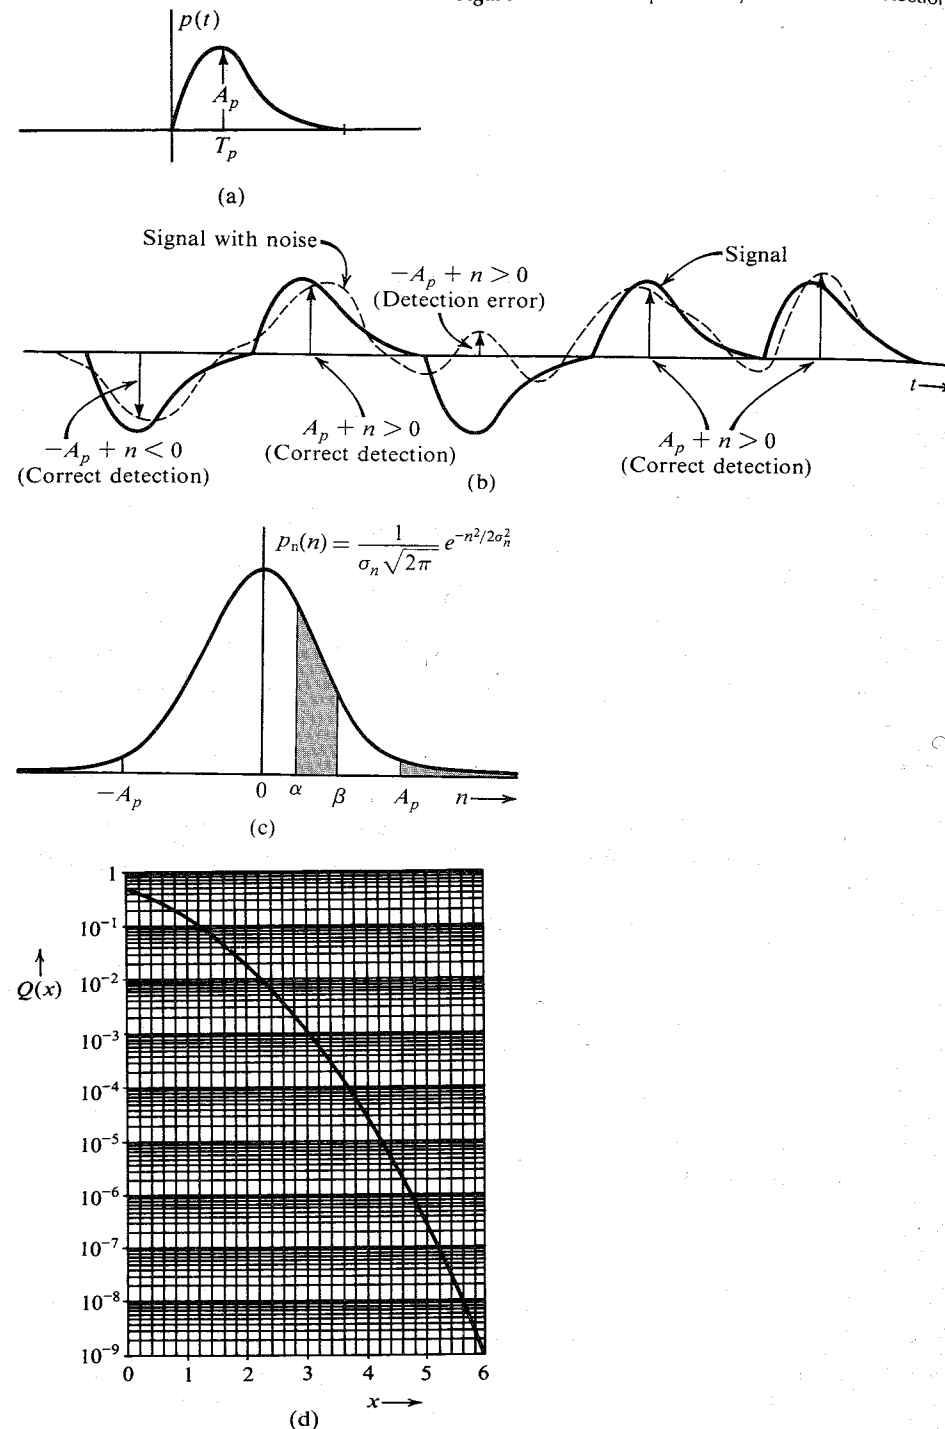 p(t)
A_p
T_p
(a)
Signal with noise
−A_p + n > 0
(Detection error)
Signal
t
−A_p + n < 0
(Correct detection)
A_p + n > 0
(Correct detection)
A_p + n > 0
(Correct detection)
(b)
p_n(n) = \frac{1}{σ_n\sqrt{2π}} e^{−n²/2σ_n²}
−A_p 0 α β A_p n
(c)
1
10⁻¹
10⁻²
Q(x)
10⁻³
10⁻⁴
10⁻⁵
10⁻⁶
10⁻⁷
10⁻⁸
10⁻⁹
0 1 2 3 4 5 6
x
(d)